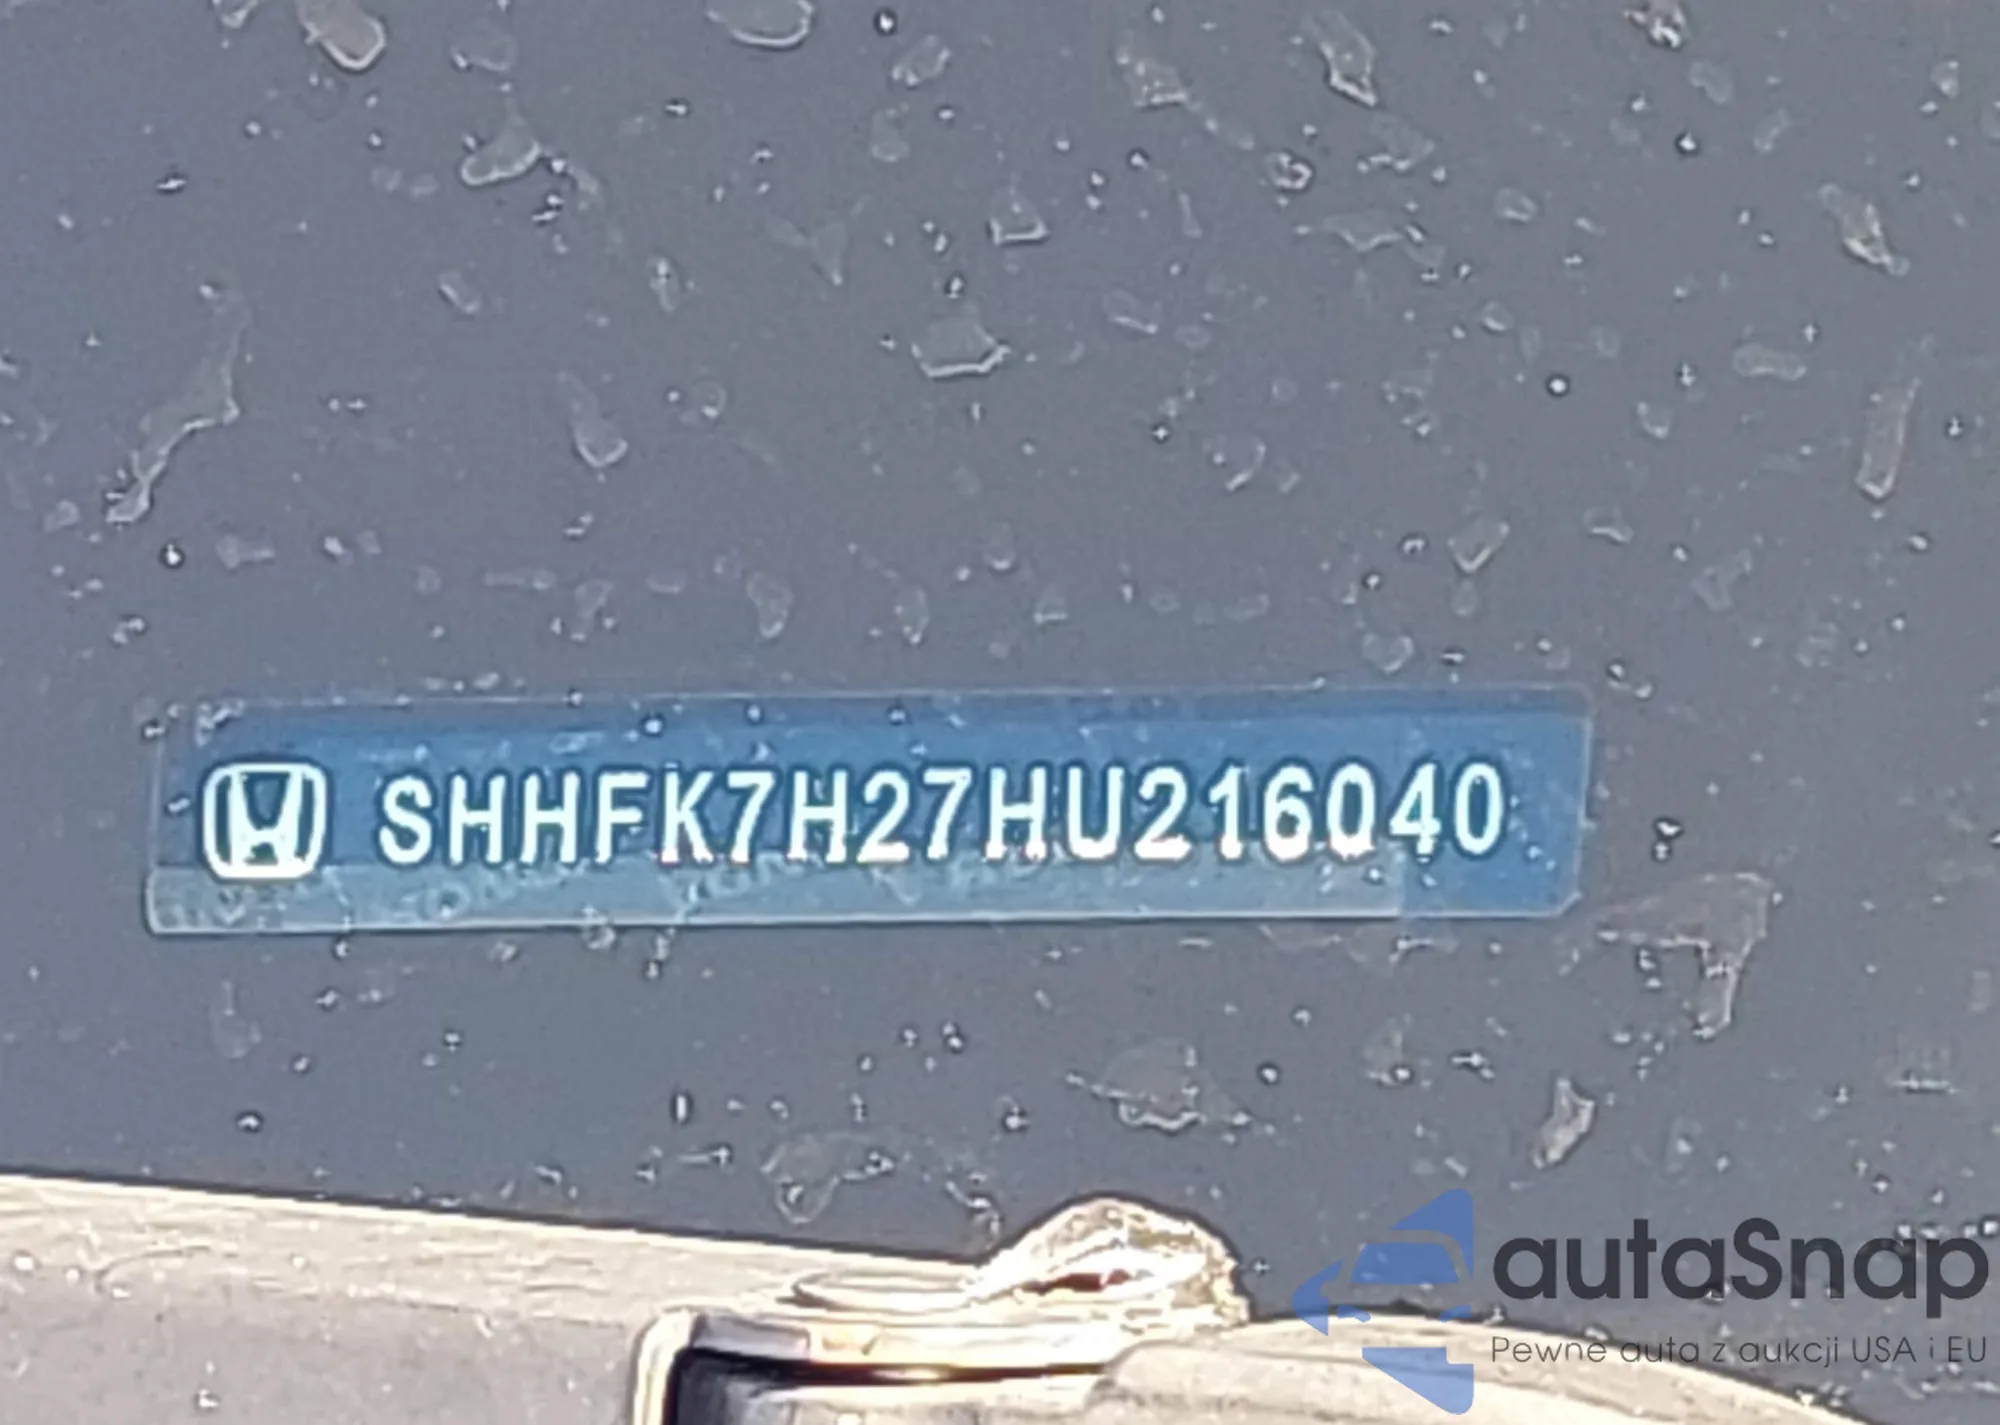 SHHFK7H27HU216040
autaSnap
Pewne auta z aukcji USA i EU